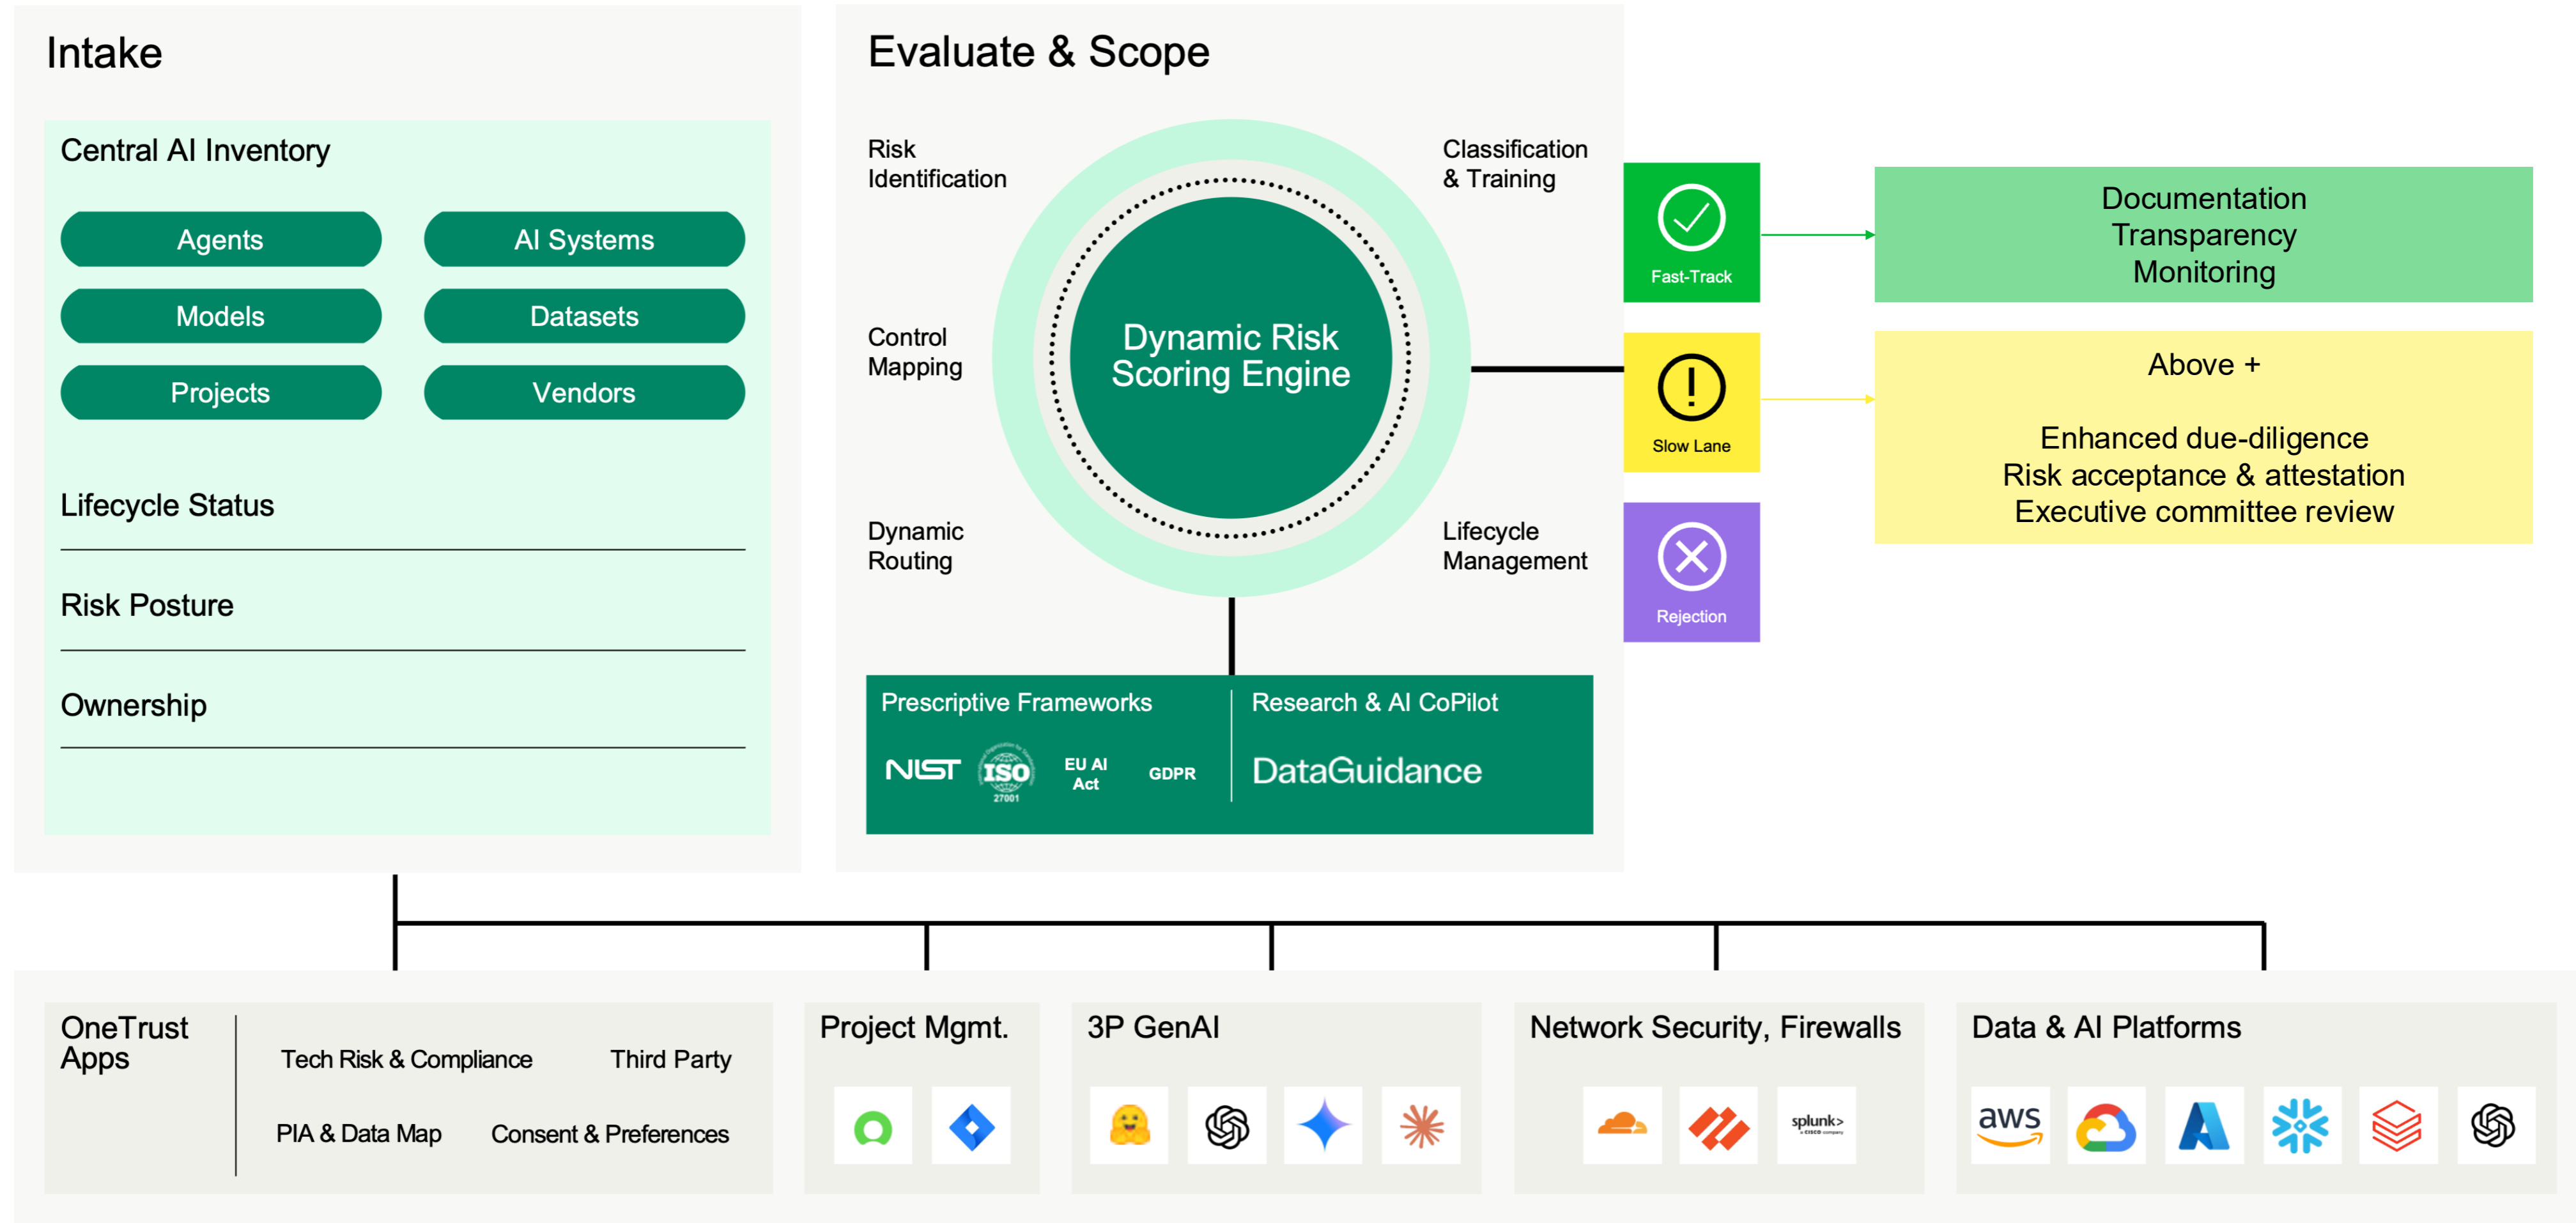 Intake
Central AI Inventory
Agents
AI Systems
Models
Datasets
Projects
Vendors
Lifecycle Status
Risk Posture
Ownership
Evaluate & Scope
Risk
Identification
Classification
& Training
Control
Mapping
Dynamic Risk
Scoring Engine
Dynamic
Routing
Lifecycle
Management
Prescriptive Frameworks
NIST
ISO
27001
EU AI
Act
GDPR
Research & AI CoPilot
DataGuidance
Fast-Track
Documentation
Transparency
Monitoring
Slow Lane
Above +
Enhanced due-diligence
Risk acceptance & attestation
Executive committee review
Rejection
OneTrust
Apps
Tech Risk & Compliance
Third Party
PIA & Data Map
Consent & Preferences
Project Mgmt.
3P GenAI
Network Security, Firewalls
splunk>
a CISCO company
Data & AI Platforms
aws